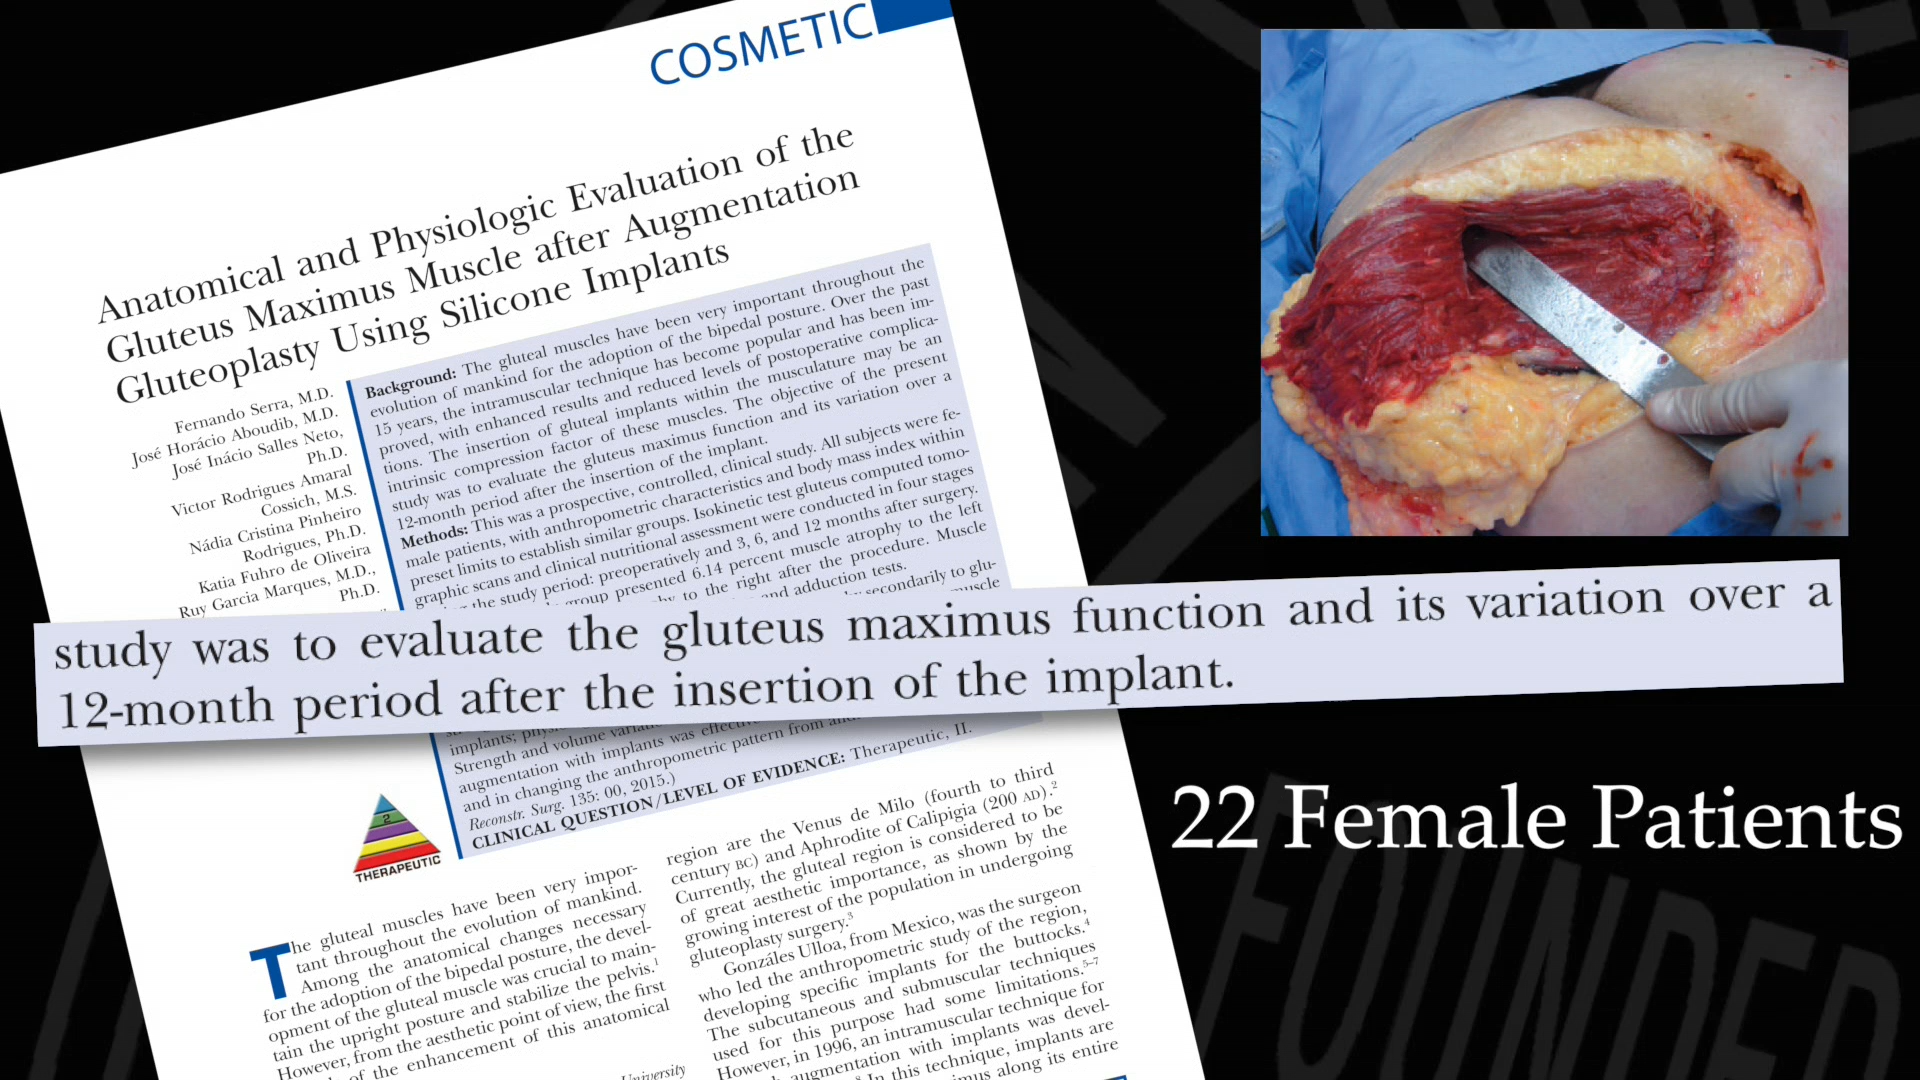 COSMETIC
Anatomical and Physiologic Evaluation of the
Gluteus Maximus Muscle after Augmentation
Gluteoplasty Using Silicone Implants
Fernando Serra, M.D.
José Horácio Aboudib, M.D.
José Inácio Salles Neto,
Ph.D.
Victor Rodrigues Amaral
Cossich, M.S.
Nádia Cristina Pinheiro
Rodrigues, Ph.D.
Katia Fuhro de Oliveira
Ruy Garcia Marques, M.D.,
Ph.D.
Background: The gluteal muscles have been very important throughout the
evolution of mankind for the adoption of the bipedal posture. Over the past
15 years, the intramuscular technique has become popular and has been im-
proved, with enhanced results and reduced levels of postoperative complica-
tions. The insertion of gluteal implants within the musculature may be an
intrinsic compression factor of these muscles. The objective of the present
study was to evaluate the gluteus maximus function and its variation over a
12-month period after the insertion of the implant.
Methods: This was a prospective, controlled, clinical study. All subjects were fe-
male patients, with anthropometric characteristics and body mass index within
preset limits to establish similar groups. Isokinetic test gluteus computed tomo-
graphic scans and clinical nutritional assessment were conducted in four stages
the study period: preoperatively and 3, 6, and 12 months after surgery.
group presented 6.14 percent muscle atrophy to the left
to the right after the procedure. Muscle
and adduction tests.
secondarily to glu-
muscle
study was to evaluate the gluteus maximus function and its variation over a
12-month period after the insertion of the implant.
implants;
Strength and volume
augmentation with implants was
and in changing the anthropometric pattern from
Reconstr. Surg. 135: 00, 2015.)
CLINICAL QUESTION/LEVEL OF EVIDENCE: Therapeutic, II.
2
THERAPEUTIC
22 Female Patients
The gluteal muscles have been very impor-
tant throughout the evolution of mankind.
Among the anatomical changes necessary
for the adoption of the bipedal posture, the devel-
opment of the gluteal muscle was crucial to main-
tain the upright posture and stabilize the pelvis.1
However, from the aesthetic point of view, the first
of the enhancement of this anatomical
University
region are the Venus de Milo (fourth to third
century BC) and Aphrodite of Calipigia (200 AD).2
Currently, the gluteal region is considered to be
of great aesthetic importance, as shown by the
growing interest of the population in undergoing
gluteoplasty surgery.3
Gonzáles Ulloa, from Mexico, was the surgeon
who led the anthropometric study of the region,
developing specific implants for the buttocks.4
The subcutaneous and submuscular techniques
used for this purpose had some limitations.5-7
However, in 1996, an intramuscular technique for
augmentation with implants was devel-
In this technique, implants are
along its entire
FOUNDED